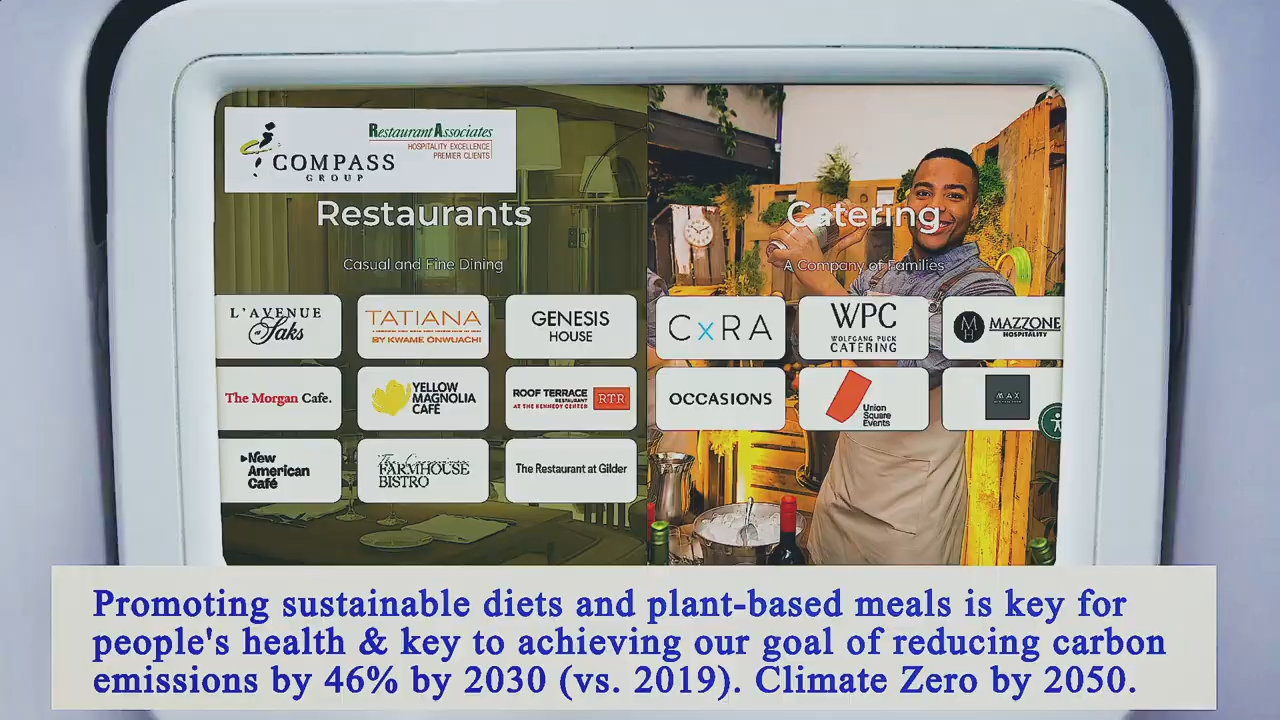 COMPASS
GROUP
Restaurant Associates
HOSPITALITY EXCELLENCE
PREMIER CLIENTS
Restaurants
Casual and Fine Dining
L'AVENUE
Saks
TATIANA
BY KWAME ONWUACHI
GENESIS
HOUSE
The Morgan Cafe.
YELLOW
MAGNOLIA
CAFÉ
ROOF TERRACE
RESTAURANT
AT THE KENNEDY CENTER
RTR
New
American
Café
FARMHOUSE
BISTRO
The Restaurant at Gilder
Catering
A Company of Families
CxRA
WPC
WOLFGANG PUCK
CATERING
MH
MAZZONE
HOSPITALITY
OCCASIONS
Union
Square
Events
MAX
Promoting sustainable diets and plant-based meals is key for
people's health & key to achieving our goal of reducing carbon
emissions by 46% by 2030 (vs. 2019). Climate Zero by 2050.